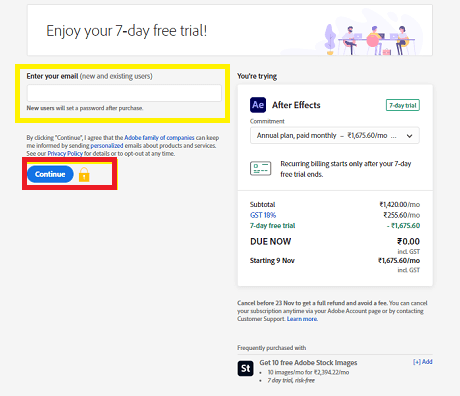 Enjoy your 7-day free trial!
Enter your email (new and existing users)
New users will set a password after purchase.
By clicking "Continue", I agree that the Adobe family of companies can keep
me informed by sending personalized emails about products and services.
See our Privacy Policy for details or to opt-out at any time.
Continue
You're trying
Ae After Effects 7-day trial
Commitment
Annual plan, paid monthly – ₹1,675.60/mo ...
Recurring billing starts only after your 7-day
free trial ends.
Subtotal ₹1,420.00/mo
GST 18% ₹255.60/mo
7-day free trial - ₹1,675.60
DUE NOW ₹0.00
incl. GST
Starting 9 Nov ₹1,675.60/mo
incl. GST
Cancel before 23 Nov to get a full refund and avoid a fee. You can cancel
your subscription anytime via your Adobe Account page or by contacting
Customer Support. Learn more.
Frequently purchased with
St Get 10 free Adobe Stock Images [+] Add
• 10 images/mo for ₹2,394.22/mo
• 7 day trial, risk-free